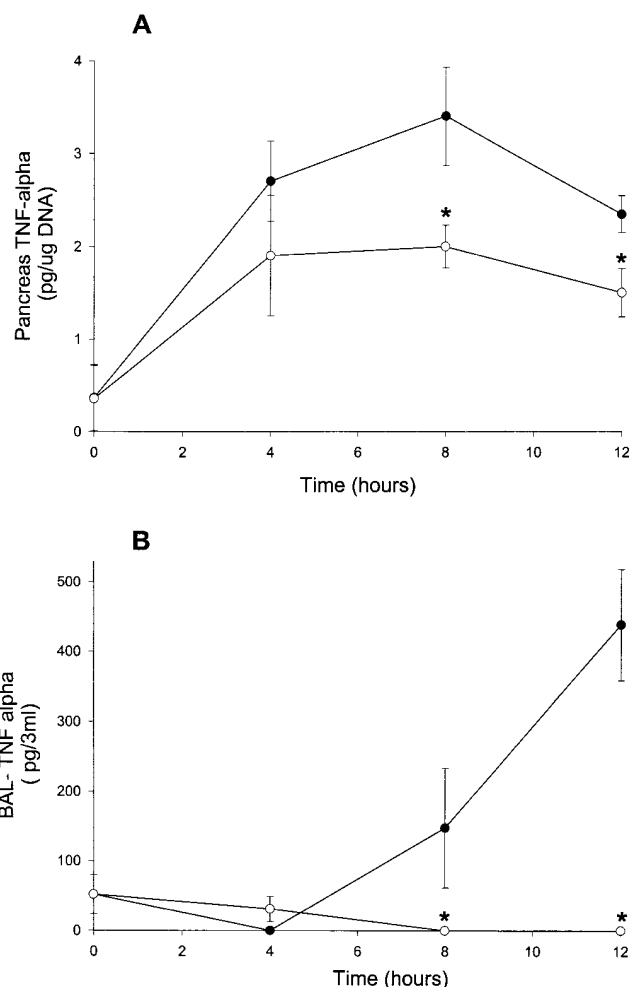 A
4
3
2
1
0
Pancreas TNF-alpha
(pg/ug DNA)
*
*
0 2 4 6 8 10 12
Time (hours)
B
500
400
300
200
100
0
BAL- TNF alpha
( pg/3ml)
*
*
0 2 4 6 8 10 12
Time (hours)